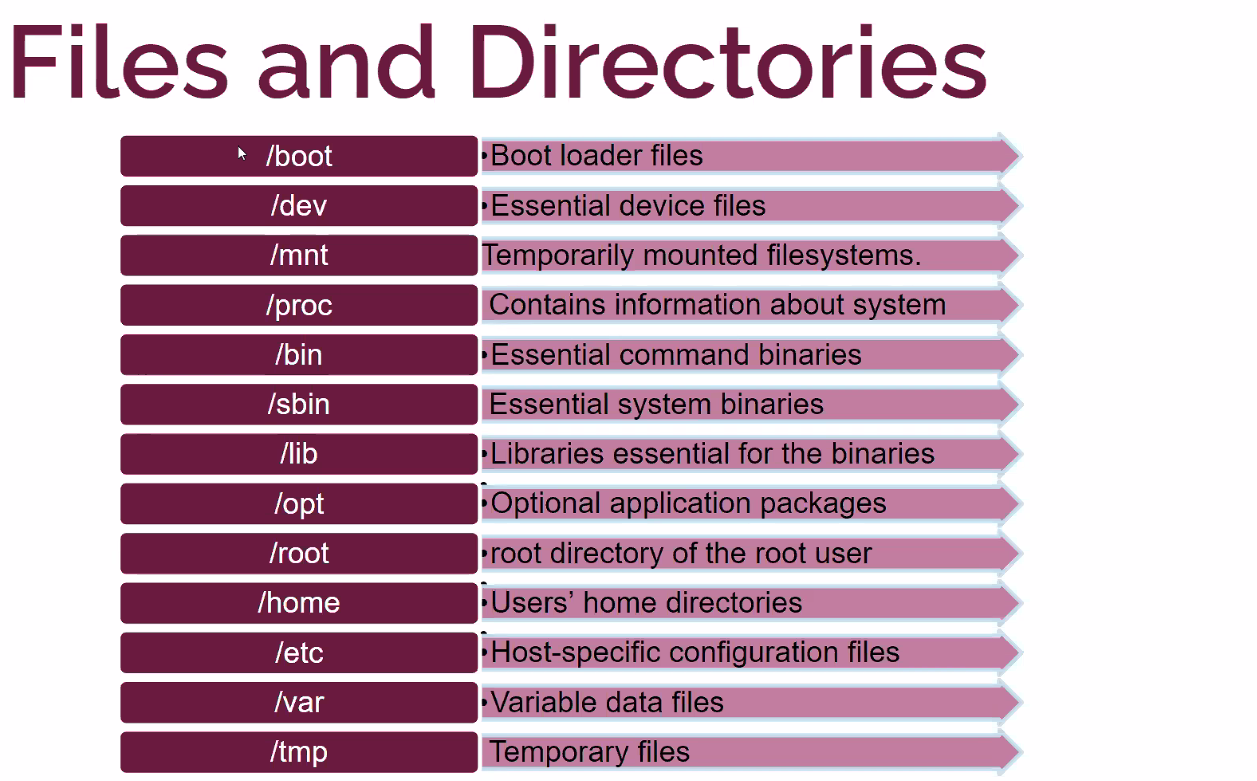 Files and Directories
/boot •Boot loader files
/dev •Essential device files
/mnt Temporarily mounted filesystems.
/proc Contains information about system
/bin •Essential command binaries
/sbin Essential system binaries
/lib •Libraries essential for the binaries
/opt •Optional application packages
/root •root directory of the root user
/home •Users’ home directories
/etc •Host-specific configuration files
/var •Variable data files
/tmp Temporary files